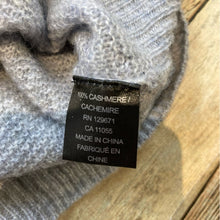 100% CASHMERE /
CACHEMIRE
RN 129671
CA 11055
MADE IN CHINA
FABRIQUÉ EN
CHINE